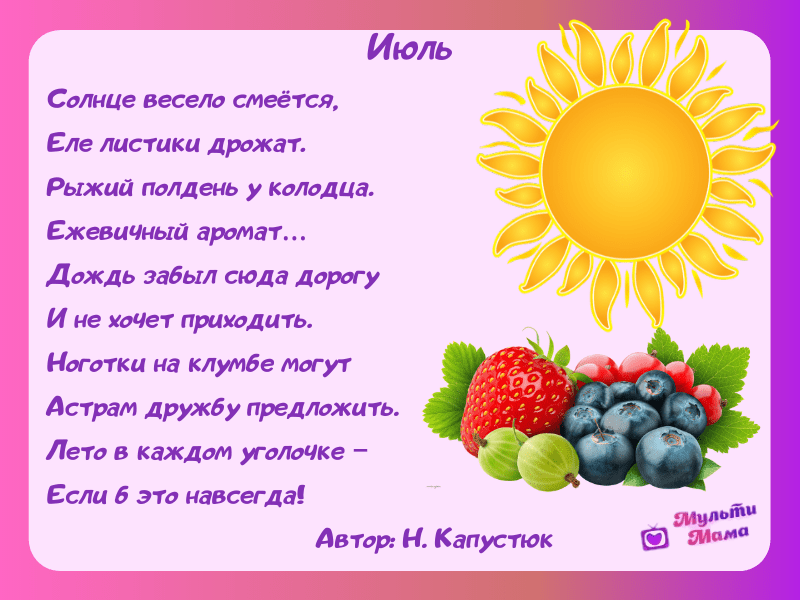 Июль
Солнце весело смеётся,
Еле листики дрожат.
Рыжий полдень у колодца.
Ежевичный аромат...
Дождь забыл сюда дорогу
И не хочет приходить.
Ноготки на клумбе могут
Астрам дружбу предложить.
Лето в каждом уголочке –
Если б это навсегда!
Автор: Н. Капустюк
Мульти
Мама